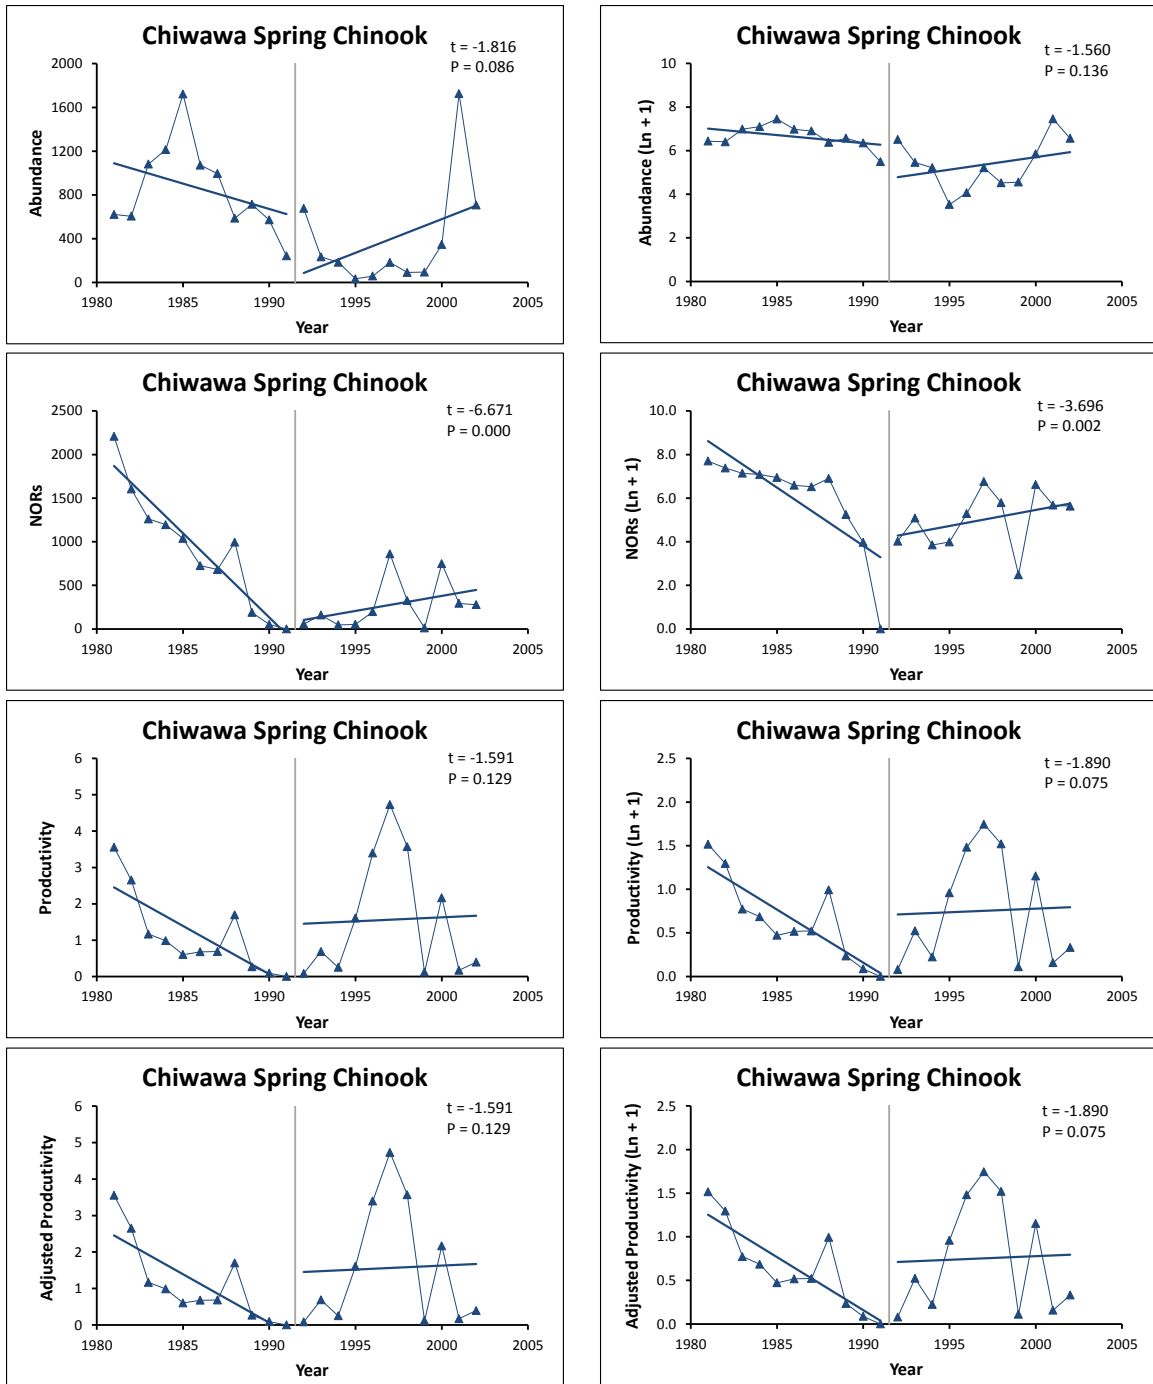 Chiwawa Spring Chinook
t = -1.816
P = 0.086
2000
1600
1200
800
400
0
Abundance
1980
1985
1990
1995
2000
2005
Year
Chiwawa Spring Chinook
t = -1.560
P = 0.136
10
8
6
4
2
0
Abundance (Ln + 1)
1980
1985
1990
1995
2000
2005
Year
Chiwawa Spring Chinook
t = -6.671
P = 0.000
2500
2000
1500
1000
500
0
NORs
1980
1985
1990
1995
2000
2005
Year
Chiwawa Spring Chinook
t = -3.696
P = 0.002
10.0
8.0
6.0
4.0
2.0
0.0
NORs (Ln + 1)
1980
1985
1990
1995
2000
2005
Year
Chiwawa Spring Chinook
t = -1.591
P = 0.129
6
5
4
3
2
1
0
Prodcutivity
1980
1985
1990
1995
2000
2005
Year
Chiwawa Spring Chinook
t = -1.890
P = 0.075
2.5
2.0
1.5
1.0
0.5
0.0
Productivity (Ln + 1)
1980
1985
1990
1995
2000
2005
Year
Chiwawa Spring Chinook
t = -1.591
P = 0.129
6
5
4
3
2
1
0
Adjusted Prodcutivity
1980
1985
1990
1995
2000
2005
Year
Chiwawa Spring Chinook
t = -1.890
P = 0.075
2.5
2.0
1.5
1.0
0.5
0.0
Adjusted Productivity (Ln + 1)
1980
1985
1990
1995
2000
2005
Year